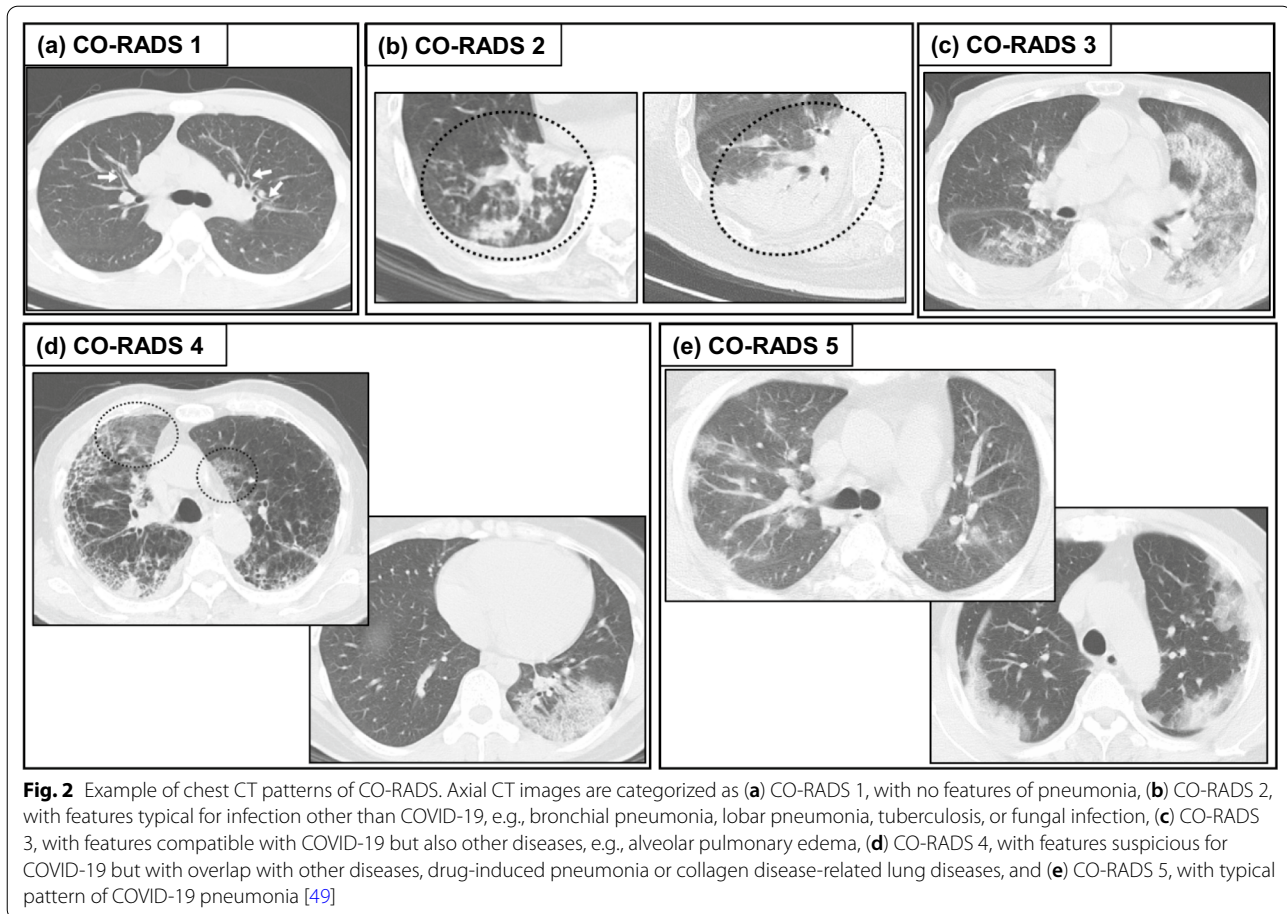 (a) CO-RADS 1
(b) CO-RADS 2
(c) CO-RADS 3
(d) CO-RADS 4
(e) CO-RADS 5
Fig. 2 Example of chest CT patterns of CO-RADS. Axial CT images are categorized as (a) CO-RADS 1, with no features of pneumonia, (b) CO-RADS 2,
with features typical for infection other than COVID-19, e.g., bronchial pneumonia, lobar pneumonia, tuberculosis, or fungal infection, (c) CO-RADS
3, with features compatible with COVID-19 but also other diseases, e.g., alveolar pulmonary edema, (d) CO-RADS 4, with features suspicious for
COVID-19 but with overlap with other diseases, drug-induced pneumonia or collagen disease-related lung diseases, and (e) CO-RADS 5, with typical
pattern of COVID-19 pneumonia [49]